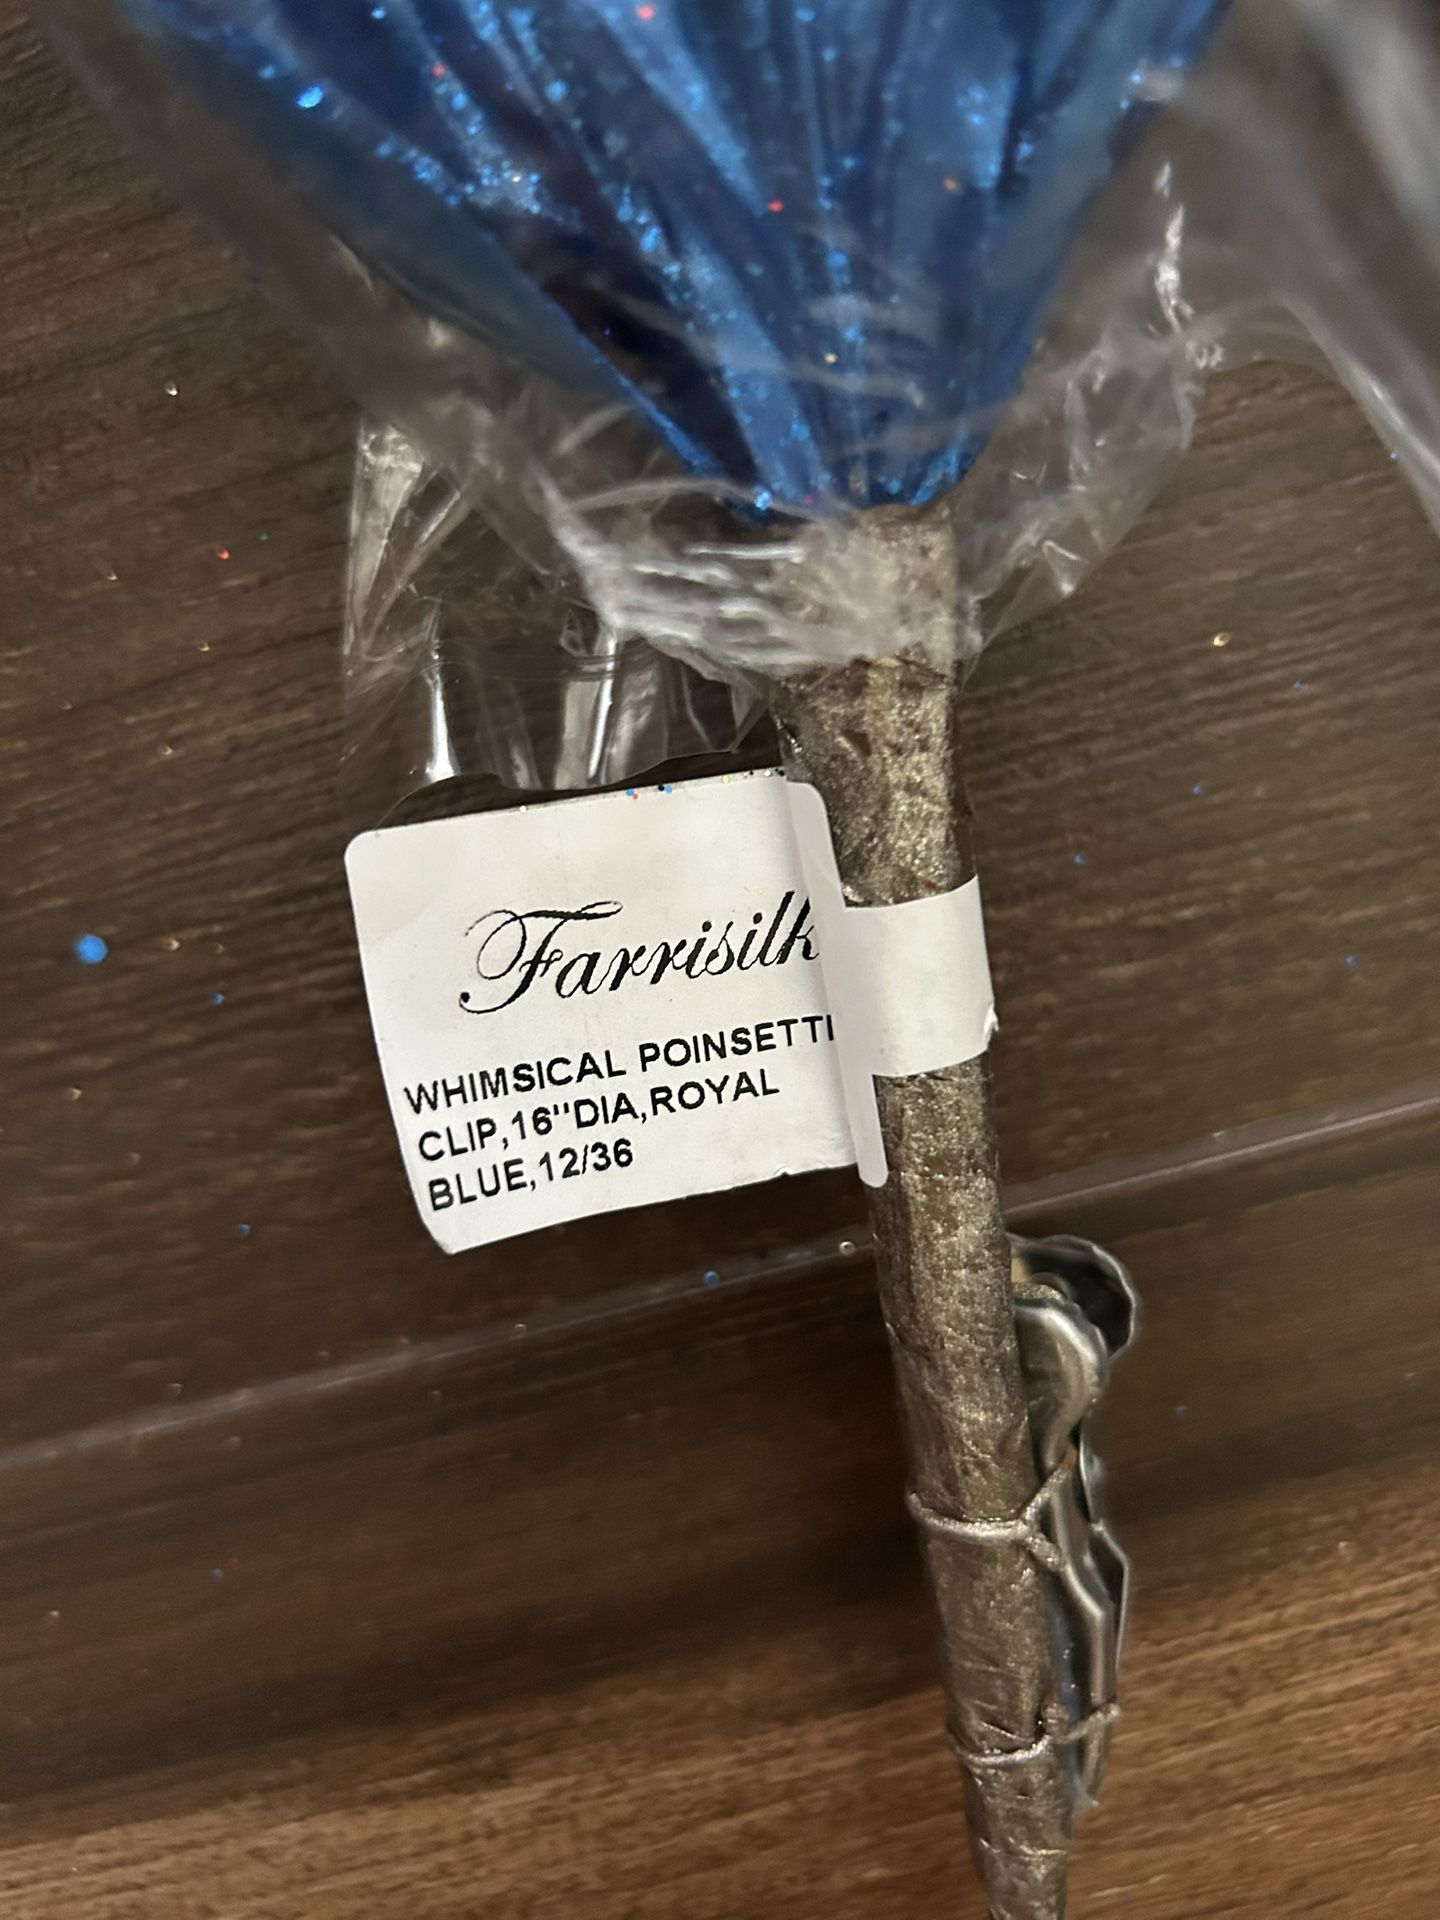 Farrisilk
WHIMSICAL POINSETTI
CLIP,16"DIA,ROYAL
BLUE,12/36